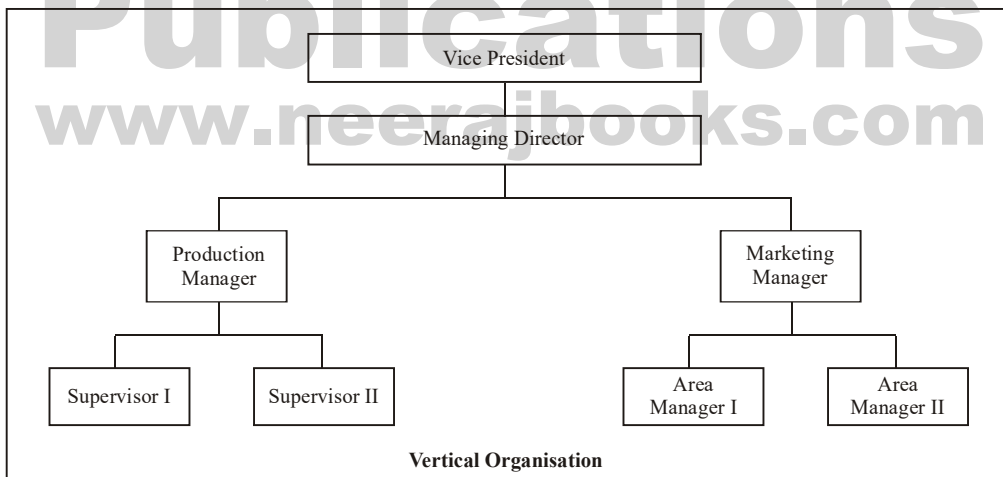 Publications
Vice President
www.neerajbooks.com
Managing Director
Production
Manager
Marketing
Manager
Supervisor I
Supervisor II
Area
Manager I
Area
Manager II
Vertical Organisation